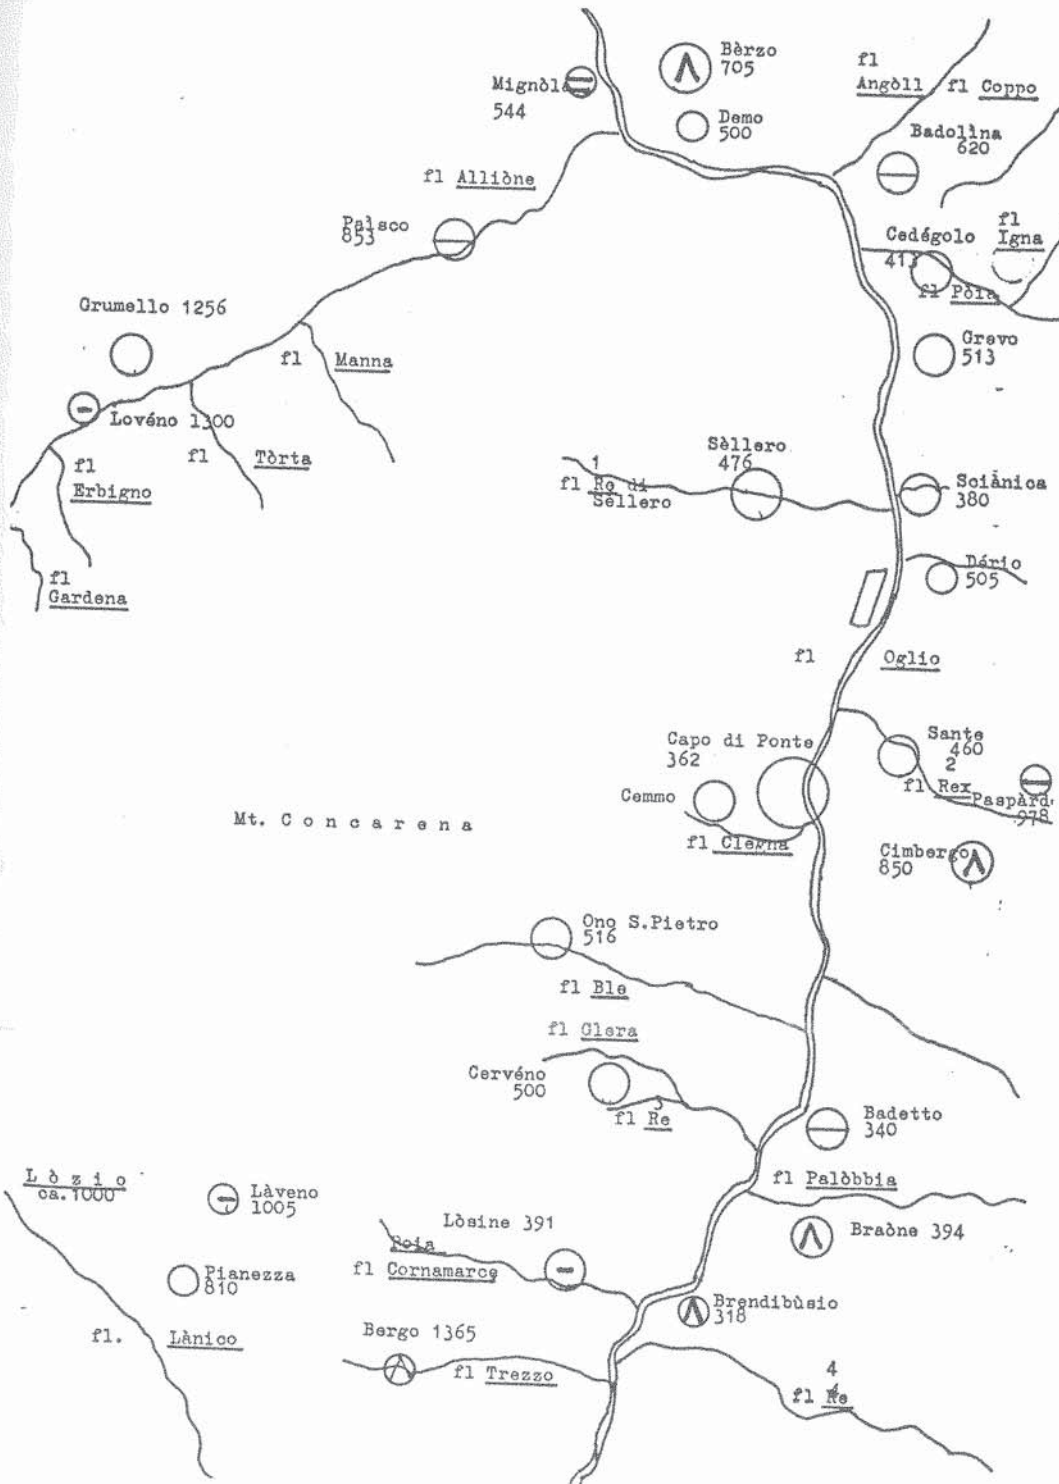 Bèrzo
705
Mignòla
544
Demo
500
fl
Angòll
fl Coppo
Badolìna
620
fl Alliòne
Paìsco
853
Cedégolo
413
fl
Igna
fl Pòia
Grumello 1256
Grevo
513
fl Manna
Lovéno 1300
fl Tòrta
fl
Erbigno
Sèllero
476
1
fl Re di
Sèllero
Sciànica
380
Dério
505
fl
Gardena
fl Oglio
Capo di Ponte
362
Sante
460
2
fl Rex
Paspàrd
978
Cemmo
fl Clegna
Mt. Concarena
Cimbergo
850
Ono S.Pietro
516
fl Ble
fl Glera
Cervéno
500
3
fl Re
Badetto
340
Lòzio
ca.1000
Làveno
1005
fl Palòbbia
Lòsine 391
Poia
fl Cornamarce
Braòne 394
Pianezza
810
Brendibùsio
318
fl. Lànico
Bergo 1365
fl Trezzo
4
fl Re